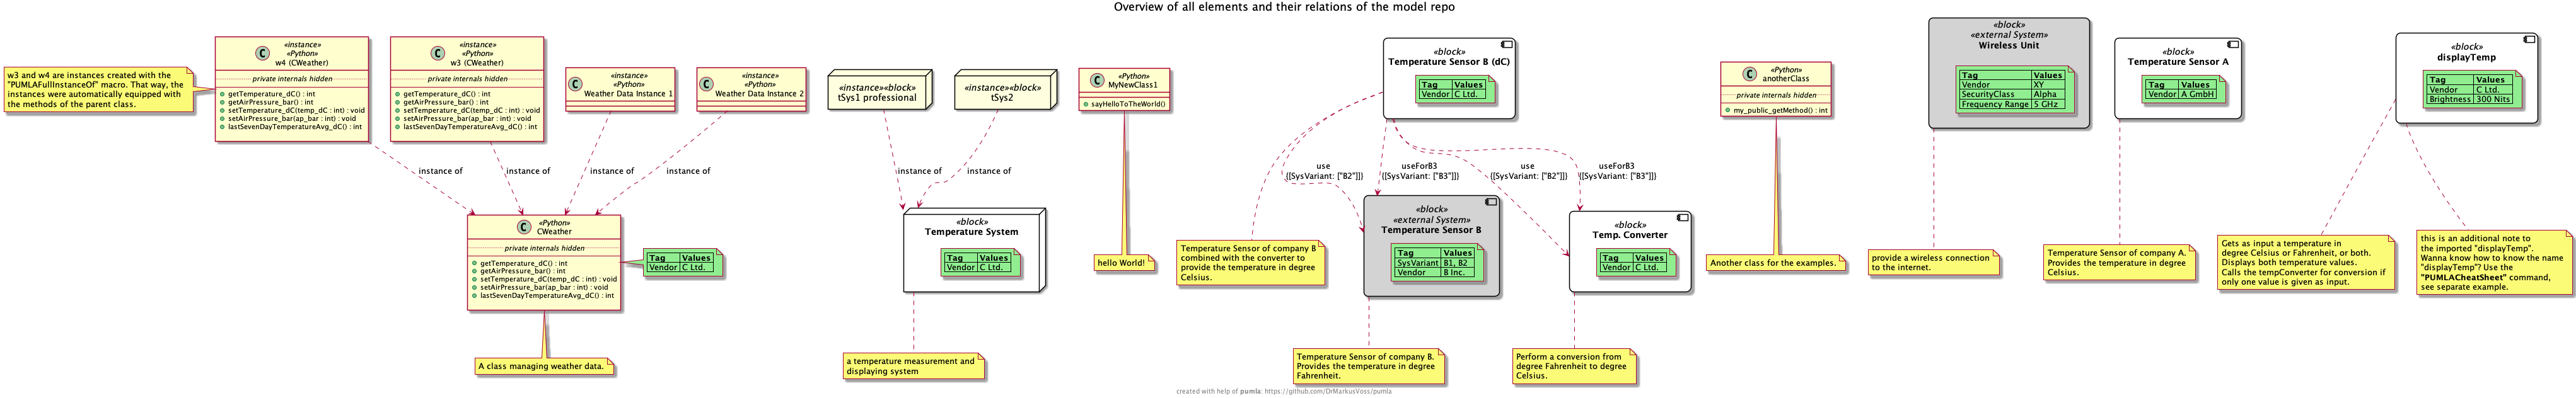 Overview of all elements and their relations of the model repo
w3 and w4 are instances created with the
"PUMLAFullInstanceOf" macro. That way, the
instances were automatically equipped with
the methods of the parent class.
«instance»
«Python»
C w4 (CWeather)
private internals hidden
getTemperature_dC() : int
getAirPressure_bar() : int
setTemperature_dC(temp_dC : int) : void
setAirPressure_bar(ap_bar : int) : void
lastSevenDayTemperatureAvg_dC() : int
«instance»
«Python»
C w3 (CWeather)
private internals hidden
getTemperature_dC() : int
getAirPressure_bar() : int
setTemperature_dC(temp_dC : int) : void
setAirPressure_bar(ap_bar : int) : void
lastSevenDayTemperatureAvg_dC() : int
«instance»
«Python»
C Weather Data Instance 1
«instance»
«Python»
C Weather Data Instance 2
instance of
instance of
instance of
instance of
«Python»
C CWeather
private internals hidden
getTemperature_dC() : int
getAirPressure_bar() : int
setTemperature_dC(temp_dC : int) : void
setAirPressure_bar(ap_bar : int) : void
lastSevenDayTemperatureAvg_dC() : int
Tag Values
Vendor C Ltd.
A class managing weather data.
«instance»«block»
tSys1 professional
«instance»«block»
tSys2
instance of
instance of
«block»
Temperature System
Tag Values
Vendor C Ltd.
a temperature measurement and
displaying system
«Python»
C MyNewClass1
sayHelloToTheWorld()
hello World!
«block»
Temperature Sensor B (dC)
Tag Values
Vendor C Ltd.
use
{[SysVariant: ["B2"]]}
useForB3
{[SysVariant: ["B3"]]}
use
{[SysVariant: ["B2"]]}
useForB3
{[SysVariant: ["B3"]]}
Temperature Sensor of company B
combined with the converter to
provide the temperature in degree
Celsius.
«block»
«external System»
Temperature Sensor B
Tag Values
SysVariant B1, B2
Vendor B Inc.
«block»
Temp. Converter
Tag Values
Vendor C Ltd.
Temperature Sensor of company B.
Provides the temperature in degree
Fahrenheit.
Perform a conversion from
degree Fahrenheit to degree
Celsius.
«Python»
C anotherClass
private internals hidden
my_public_getMethod() : int
Another class for the examples.
«block»
«external System»
Wireless Unit
Tag Values
Vendor XY
SecurityClass Alpha
Frequency Range 5 GHz
provide a wireless connection
to the internet.
«block»
Temperature Sensor A
Tag Values
Vendor A GmbH
Temperature Sensor of company A.
Provides the temperature in degree
Celsius.
«block»
displayTemp
Tag Values
Vendor C Ltd.
Brightness 300 Nits
Gets as input a temperature in
degree Celsius or Fahrenheit, or both.
Displays both temperature values.
Calls the tempConverter for conversion if
only one value is given as input.
this is an additional note to
the imported "displayTemp".
Wanna know how to know the name
"displayTemp"? Use the
"PUMLACheatSheet" command,
see separate example.
created with help of pumla: https://github.com/DrMarkusVoss/pumla